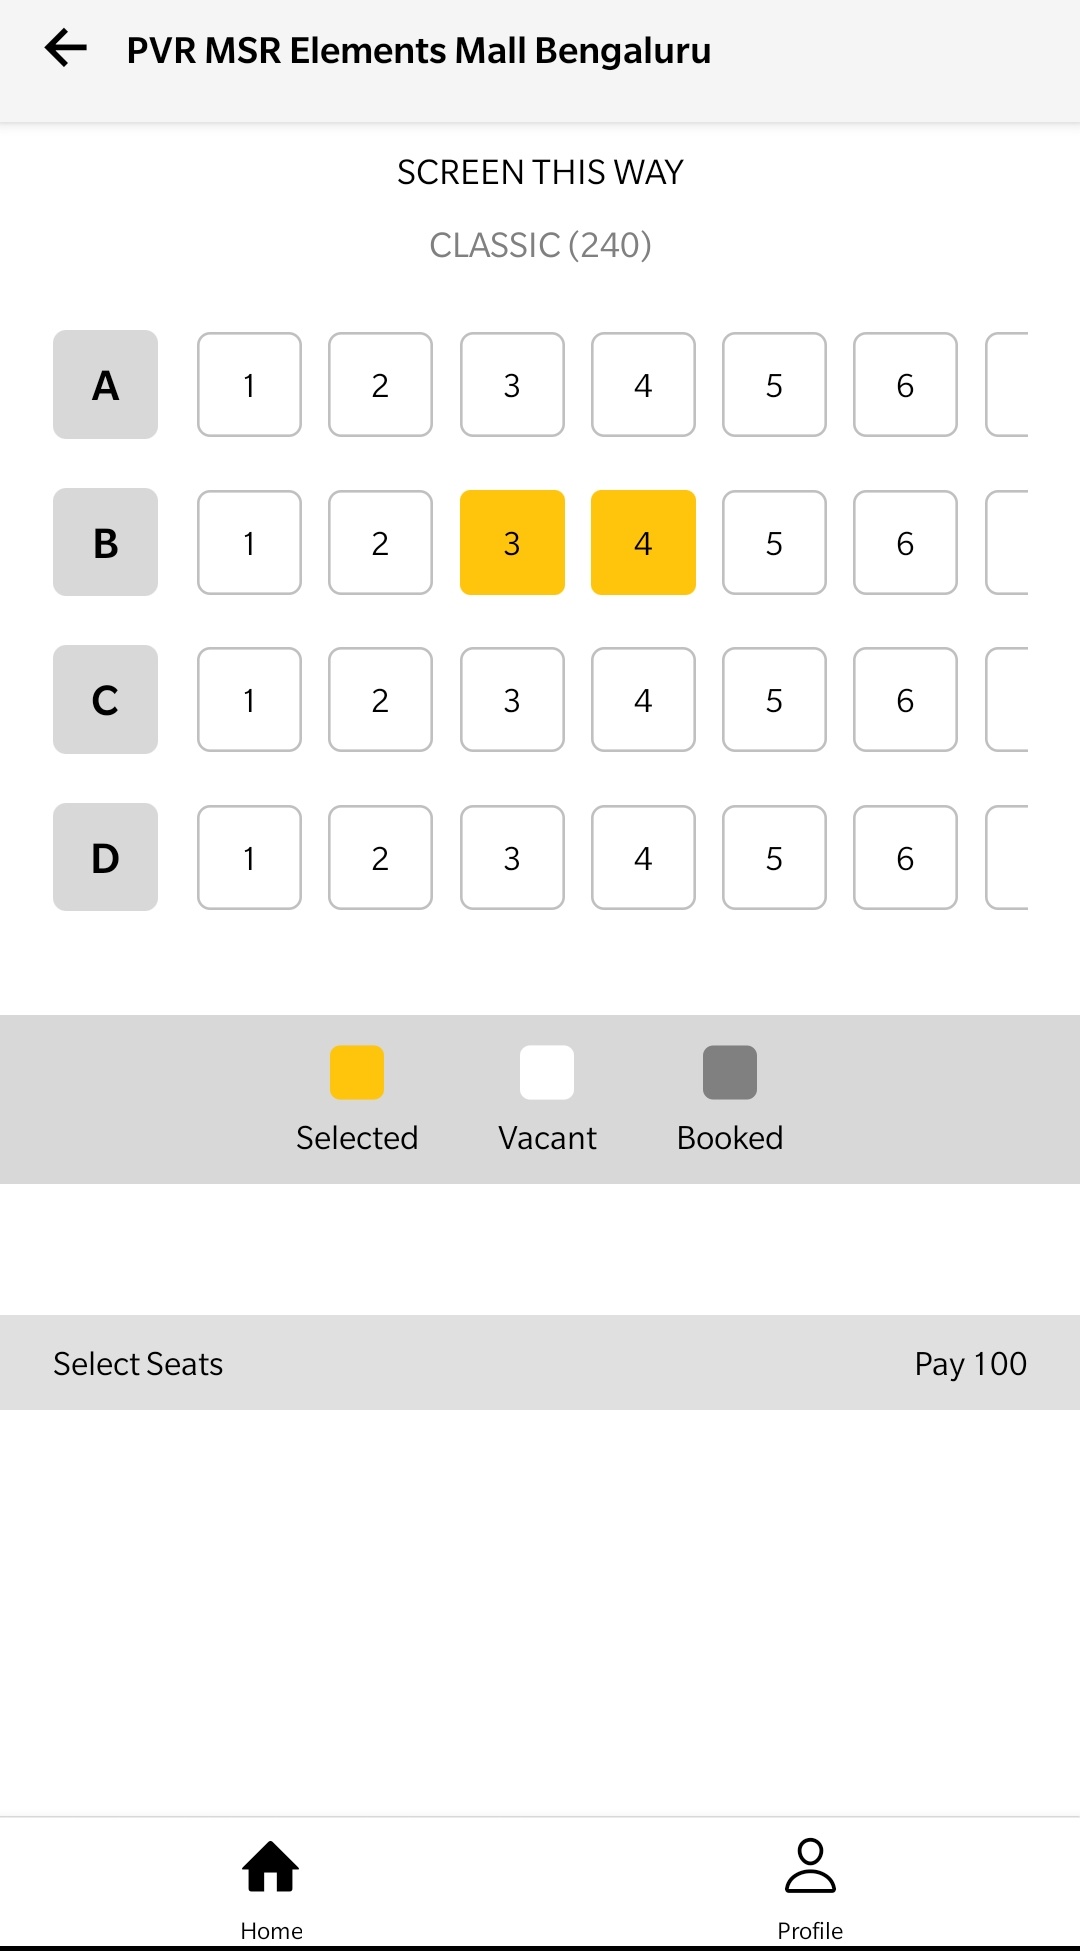 PVR MSR Elements Mall Bengaluru
SCREEN THIS WAY
CLASSIC (240)
A 1 2 3 4 5 6
B 1 2 3 4 5 6
C 1 2 3 4 5 6
D 1 2 3 4 5 6
Selected Vacant Booked
Select Seats Pay 100
Home Profile